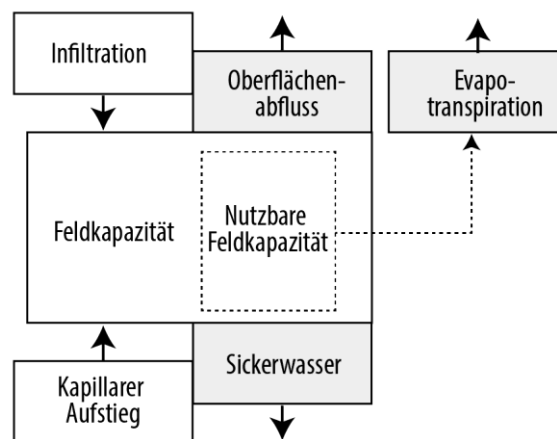 Infiltration
Oberflächen-
abfluss
Evapo-
transpiration
Feldkapazität
Nutzbare
Feldkapazität
Kapillarer
Aufstieg
Sickerwasser